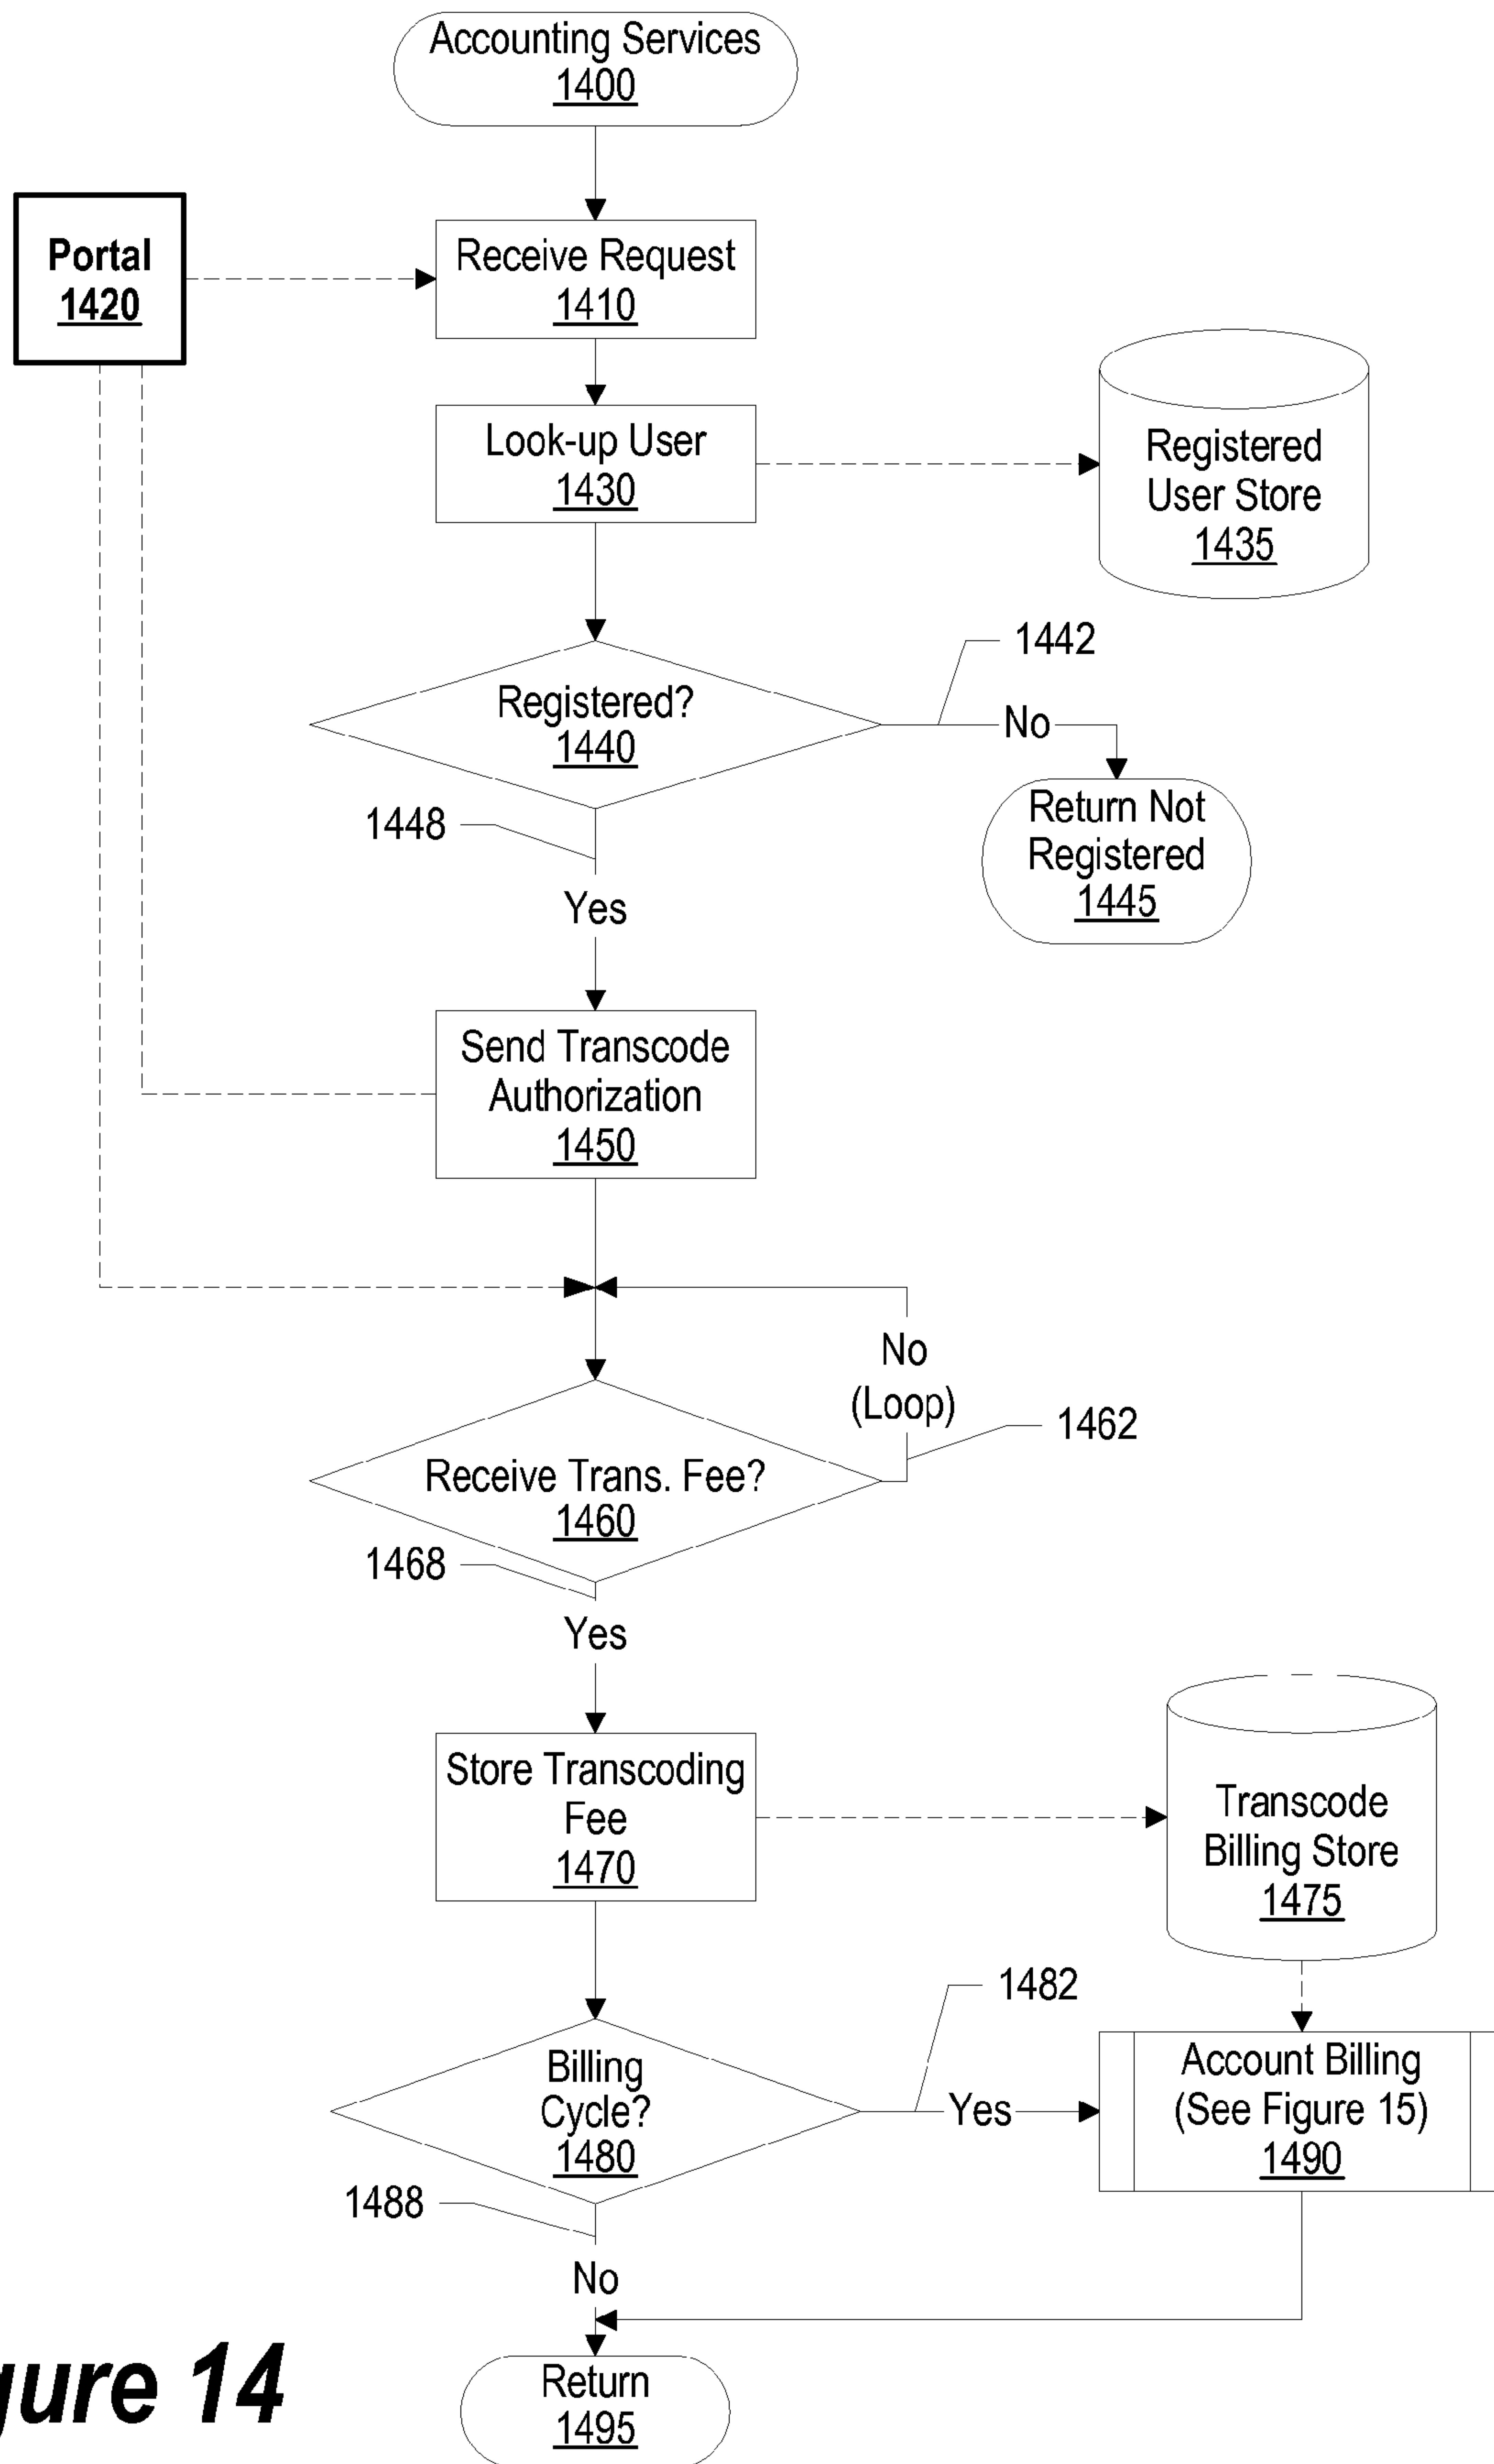 Accounting Services
1400
Portal
1420
Receive Request
1410
Look-up User
1430
Registered
User Store
1435
1442
Registered?
1440
No
1448
Return Not
Registered
1445
Yes
Send Transcode
Authorization
1450
No
(Loop)
1462
Receive Trans. Fee?
1460
1468
Yes
Store Transcoding
Fee
1470
Transcode
Billing Store
1475
1482
Billing
Cycle?
1480
Yes
Account Billing
(See Figure 15)
1490
1488
No
Return
1495
gure 14